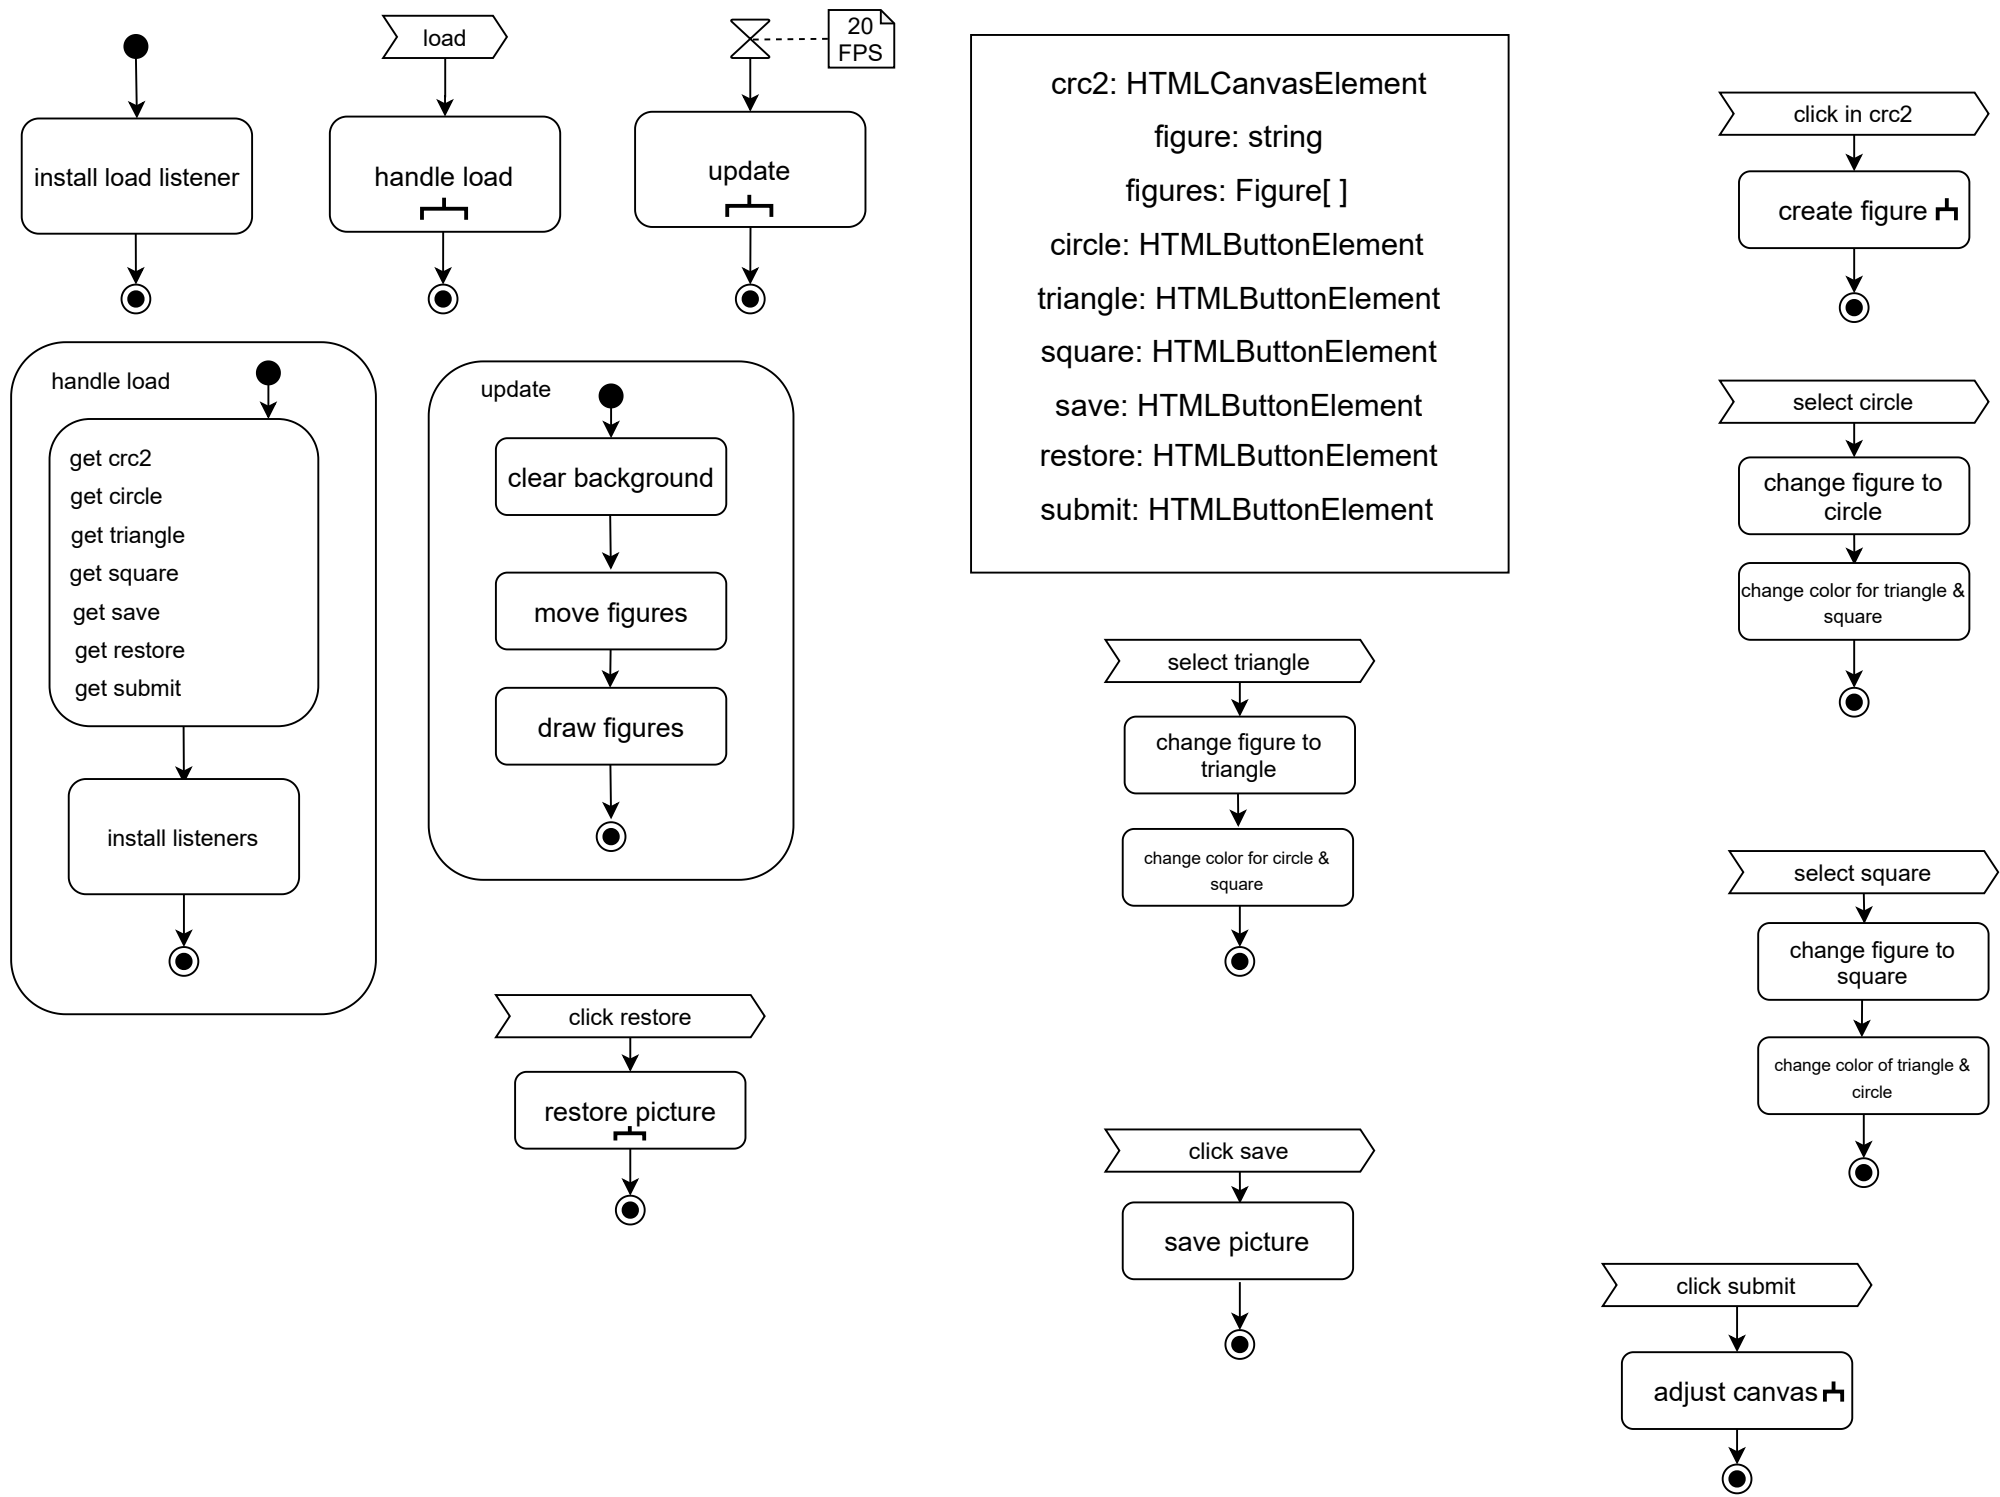 load
20
FPS
install load listener
handle load
update
crc2: HTMLCanvasElement
figure: string
figures: Figure[ ]
circle: HTMLButtonElement
triangle: HTMLButtonElement
square: HTMLButtonElement
save: HTMLButtonElement
restore: HTMLButtonElement
submit: HTMLButtonElement
click in crc2
create figure
handle load
get crc2
get circle
get triangle
get square
get save
get restore
get submit
install listeners
update
clear background
move figures
draw figures
select circle
change figure to
circle
change color for triangle &
square
select triangle
change figure to
triangle
change color for circle &
square
select square
change figure to
square
change color of triangle &
circle
click restore
restore picture
click save
save picture
click submit
adjust canvas